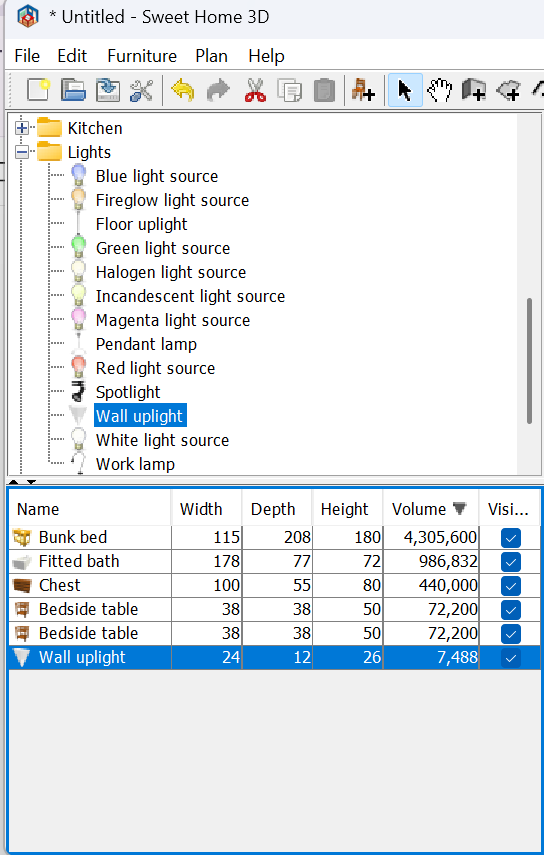 * Untitled - Sweet Home 3D
File Edit Furniture Plan Help
Kitchen
Lights
Blue light source
Fireglow light source
Floor uplight
Green light source
Halogen light source
Incandescent light source
Magenta light source
Pendant lamp
Red light source
Spotlight
Wall uplight
White light source
Work lamp
Name Width Depth Height Volume Visi...
Bunk bed 115 208 180 4,305,600
Fitted bath 178 77 72 986,832
Chest 100 55 80 440,000
Bedside table 38 38 50 72,200
Bedside table 38 38 50 72,200
Wall uplight 24 12 26 7,488